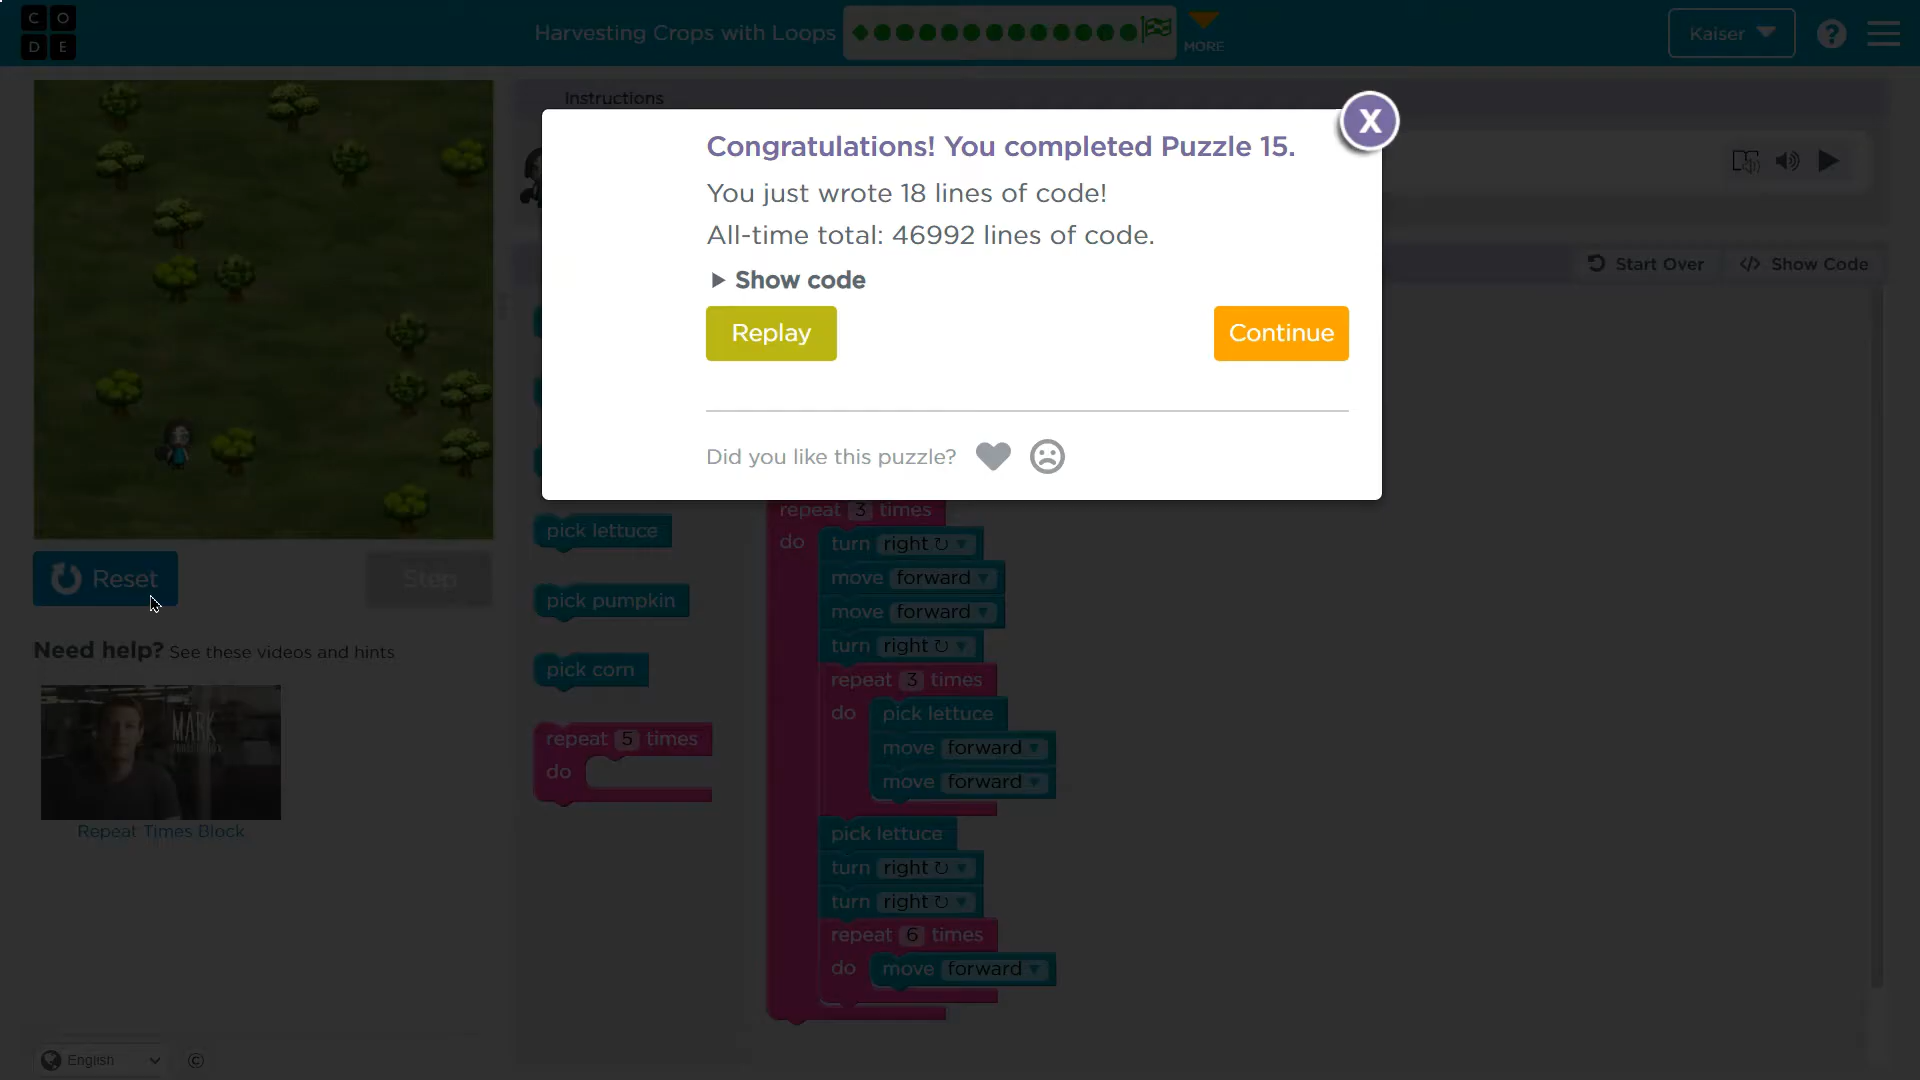 C O
D E
Harvesting Crops with Loops
MORE
Kaiser
?
Instructions
X
Congratulations! You completed Puzzle 15.
You just wrote 18 lines of code!
All-time total: 46992 lines of code.
Show code
Replay
Continue
Did you like this puzzle?
Start Over
</> Show Code
Reset
Step
Need help? See these videos and hints
MARK
Repeat Times Block
English
©
pick lettuce
pick pumpkin
pick corn
repeat 5 times
do
repeat 3 times
do
turn right ↻
move forward
move forward
turn right ↻
repeat 3 times
do pick lettuce
move forward
move forward
pick lettuce
turn right ↻
turn right ↻
repeat 6 times
do move forward